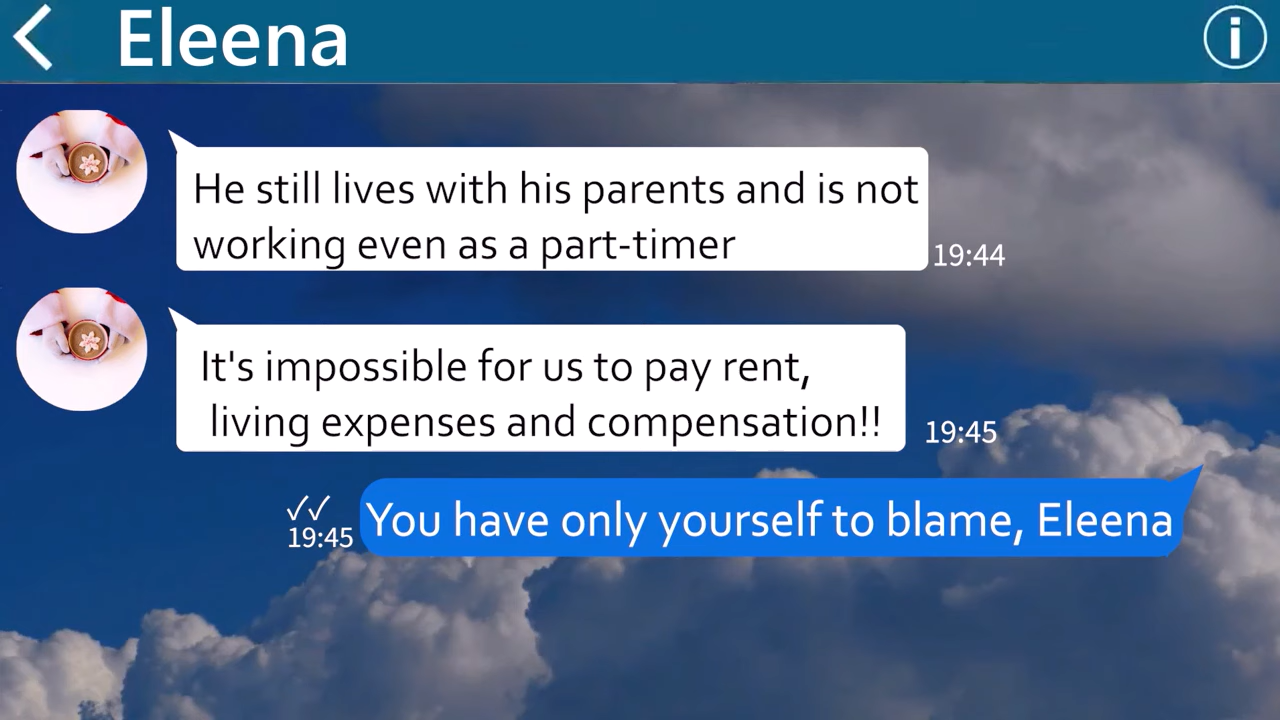 Eleena
He still lives with his parents and is not
working even as a part-timer
19:44
It's impossible for us to pay rent,
living expenses and compensation!!
19:45
You have only yourself to blame, Eleena
19:45